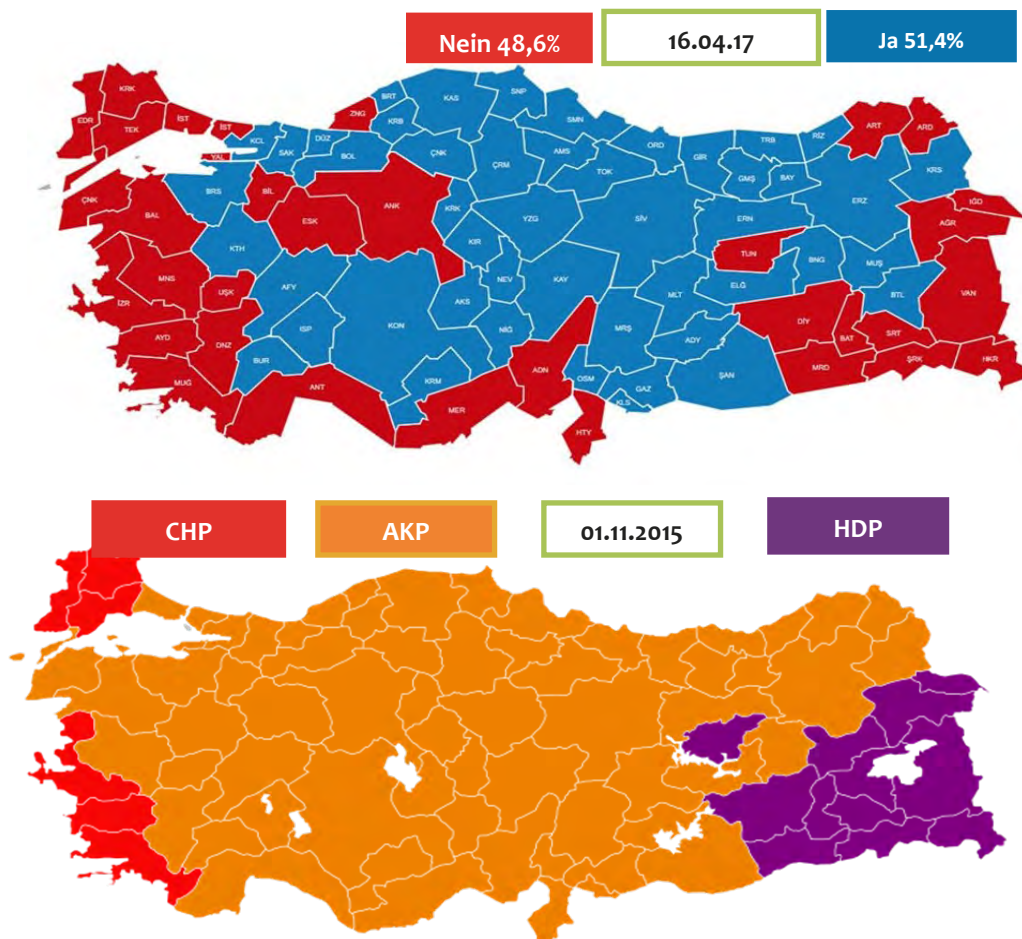 Nein 48,6%
16.04.17
Ja 51,4%
KRK
EDR
TEK
İST
İST
KCL
YAL
SAK
DÜZ
BOL
ZNG
BRT
KRB
KAS
SNP
SMN
ÇNK
ÇRM
AMS
TOK
ORD
GİR
TRB
RİZ
GMŞ
BAY
ART
ARD
KRS
ERZ
IĞD
AĞR
ÇNK
BAL
BRS
BİL
ESK
ANK
KRK
YZG
SİV
ERN
TUN
BNG
MUŞ
BTL
VAN
KTH
KIR
NEV
KAY
MLT
ELĞ
MNS
UŞK
AFY
AKS
İZR
AYD
DNZ
ISP
KON
NİĞ
MRŞ
ADY
DİY
BAT
SRT
ŞRK
HKR
MRD
MUĞ
BUR
ANT
KRM
MER
ADN
OSM
GAZ
KLS
ŞAN
HTY
CHP
AKP
01.11.2015
HDP